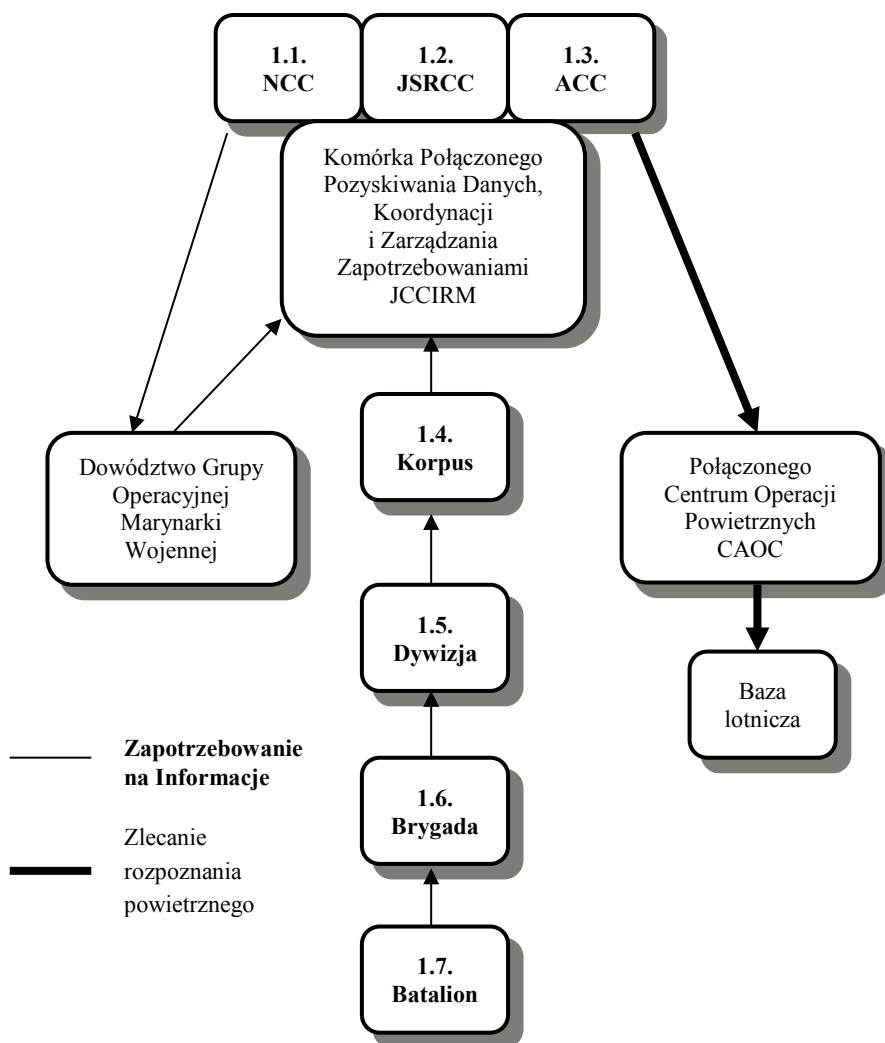 1.1.
NCC
1.2.
JSRCC
1.3.
ACC
Komórka Połączonego
Pozyskiwania Danych,
Koordynacji
i Zarządzania
Zapotrzebowaniami
JCCIRM
1.4.
Korpus
Dowództwo Grupy
Operacyjnej
Marynarki
Wojennej
Połączonego
Centrum Operacji
Powietrznych
CAOC
1.5.
Dywizja
Baza
lotnicza
Zapotrzebowanie
na Informacje
1.6.
Brygada
Zlecanie
rozpoznania
powietrznego
1.7.
Batalion